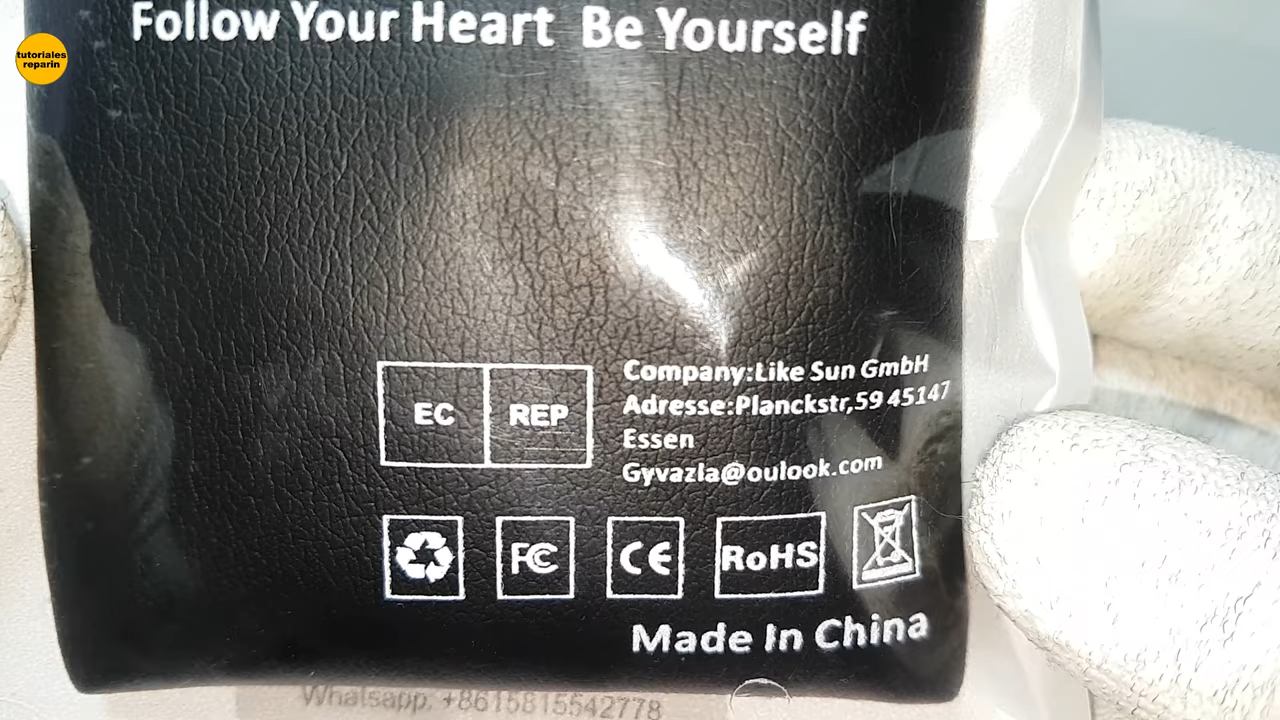 tutoriales
reparin
Follow Your Heart Be Yourself
EC REP
Company:Like Sun GmbH
Adresse:Planckstr,59 45147
Essen
Gyvazla@oulook.com
FC CE RoHS
Made In China
Whatsapp: +8615815542778